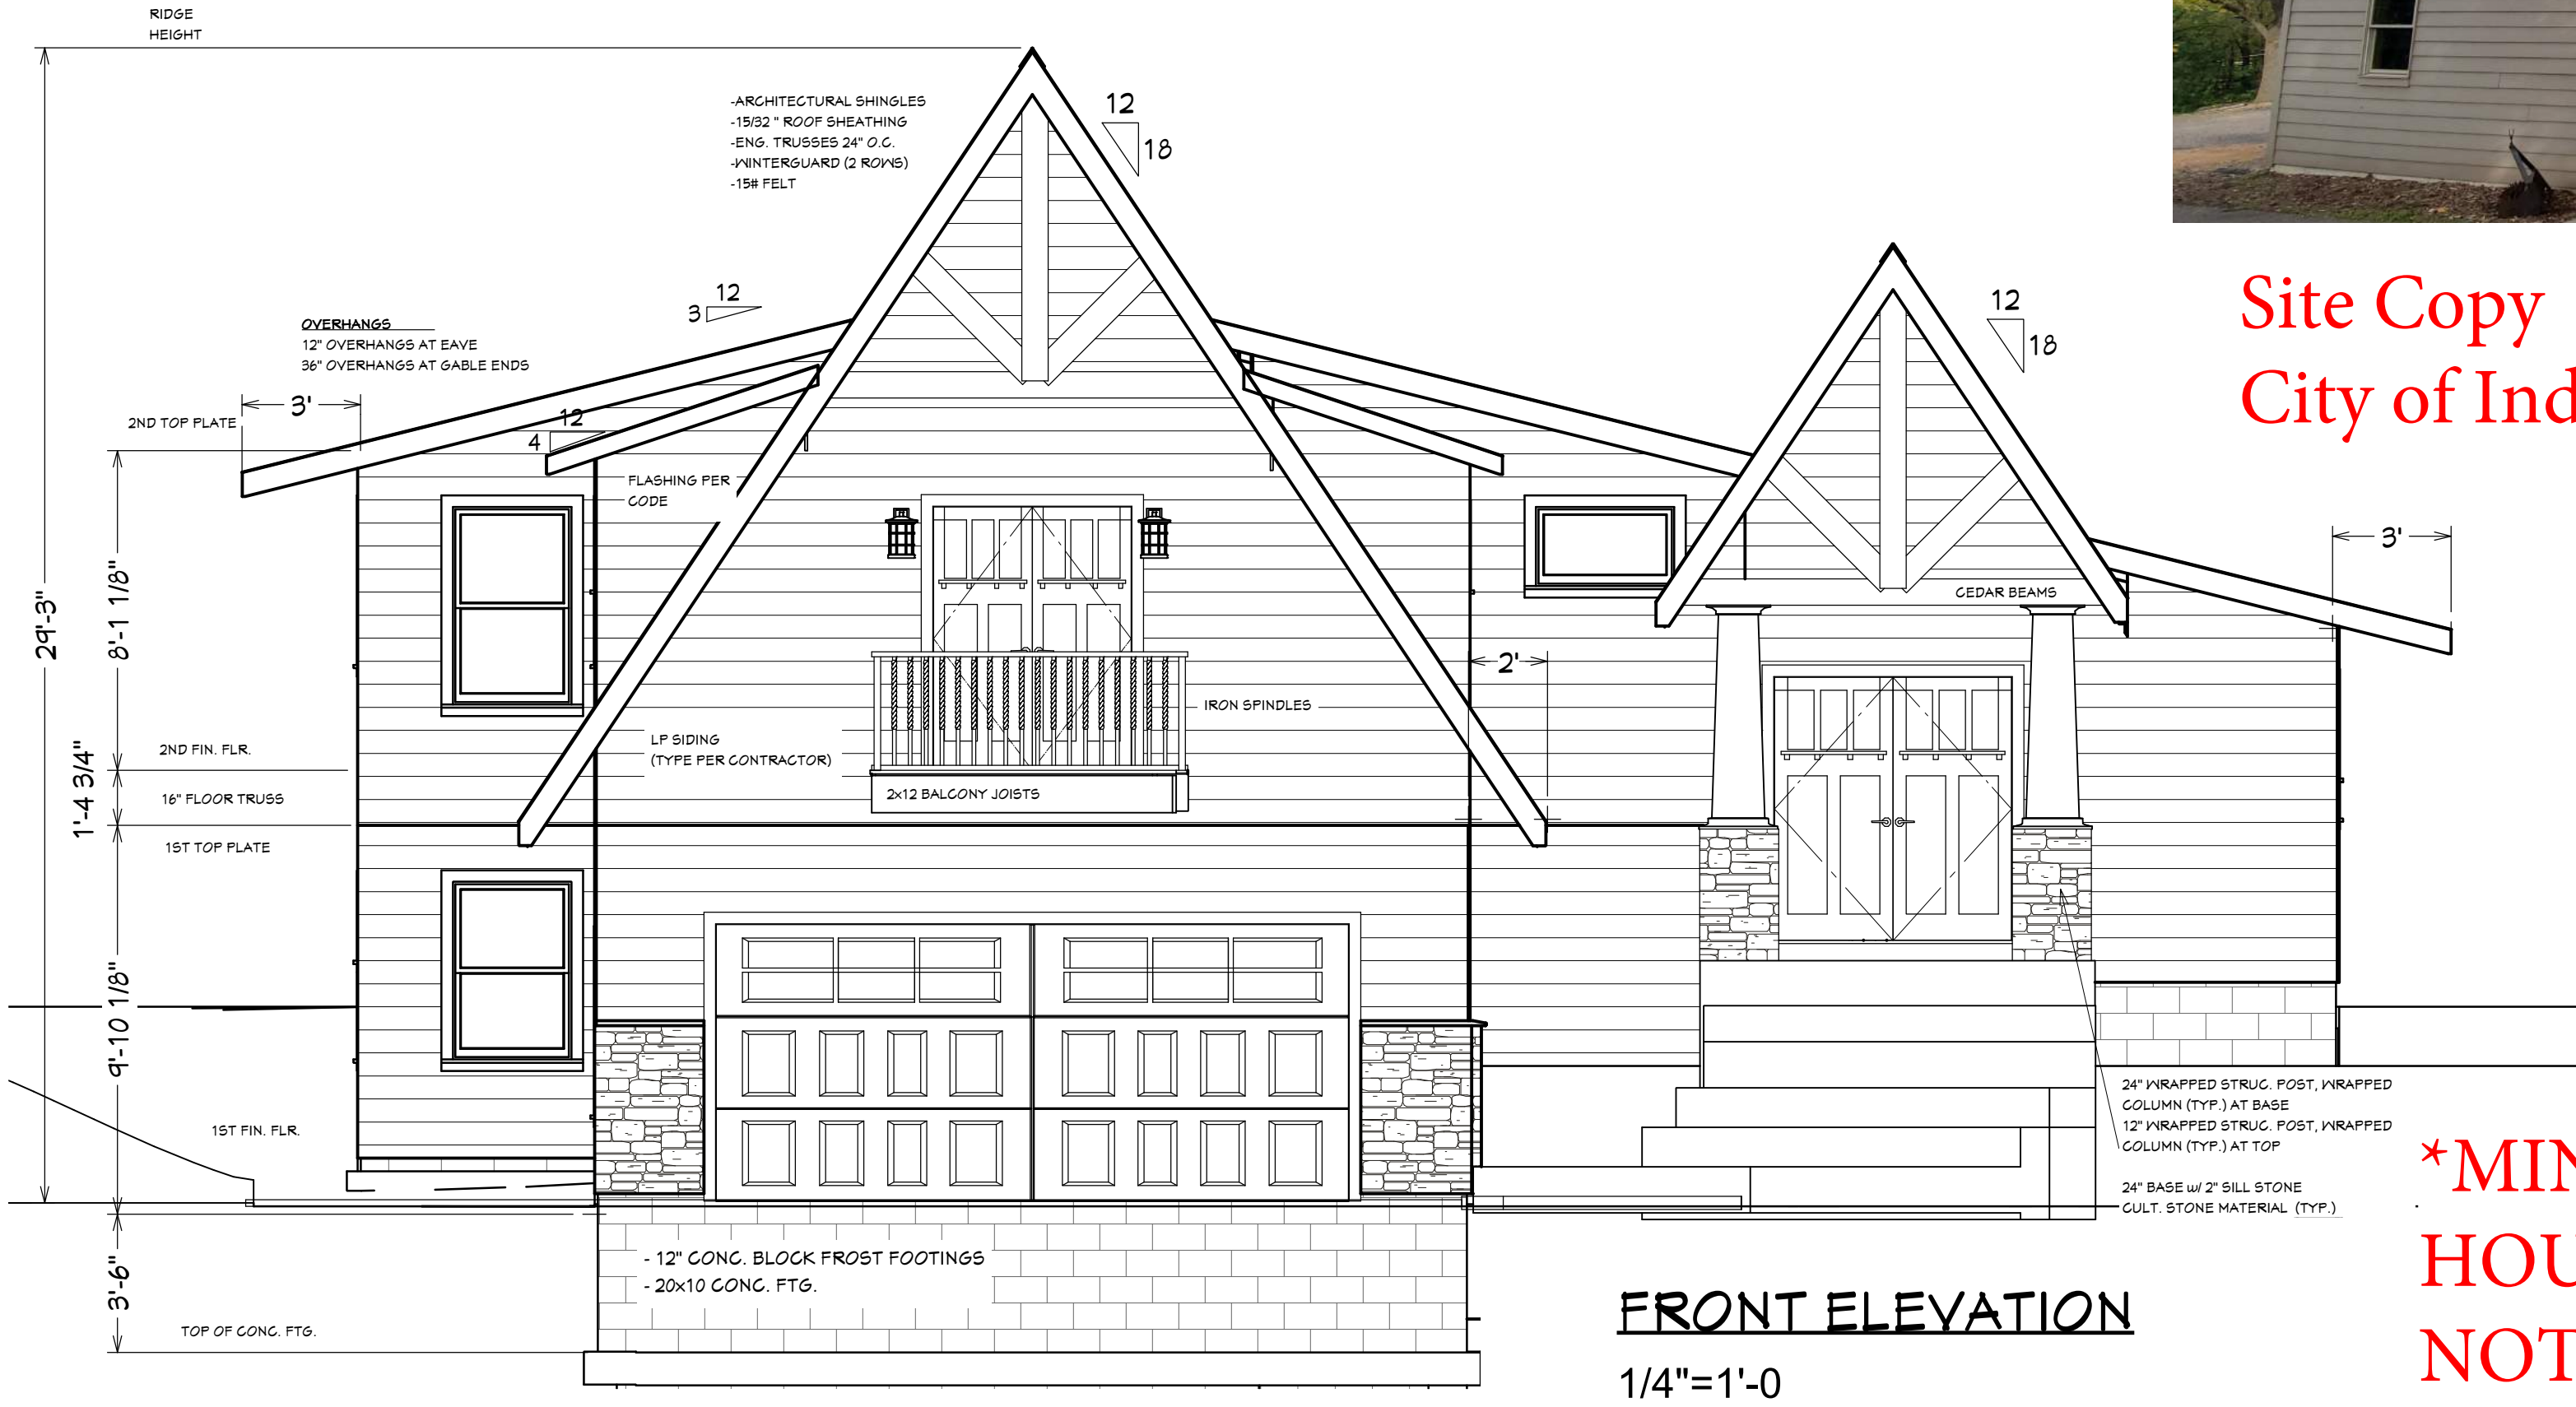 RIDGE
HEIGHT
-ARCHITECTURAL SHINGLES
-15/32 " ROOF SHEATHING
-ENG. TRUSSES 24" O.C.
-WINTERGUARD (2 ROWS)
-15# FELT
12
18
12
3
OVERHANGS
12" OVERHANGS AT EAVE
36" OVERHANGS AT GABLE ENDS
12
18
Site Copy
City of Ind
3'
2ND TOP PLATE
12
4
FLASHING PER
CODE
3'
29'-3"
8'-1 1/8"
CEDAR BEAMS
2'
IRON SPINDLES
LP SIDING
(TYPE PER CONTRACTOR)
2ND FIN. FLR.
1'-4 3/4"
16" FLOOR TRUSS
2x12 BALCONY JOISTS
1ST TOP PLATE
9'-10 1/8"
1ST FIN. FLR.
24" WRAPPED STRUC. POST, WRAPPED
COLUMN (TYP.) AT BASE
12" WRAPPED STRUC. POST, WRAPPED
COLUMN (TYP.) AT TOP
24" BASE w/ 2" SILL STONE
CULT. STONE MATERIAL (TYP.)
*MIN
HOU
NOT
3'-6"
- 12" CONC. BLOCK FROST FOOTINGS
- 20x10 CONC. FTG.
TOP OF CONC. FTG.
FRONT ELEVATION
1/4"=1'-0